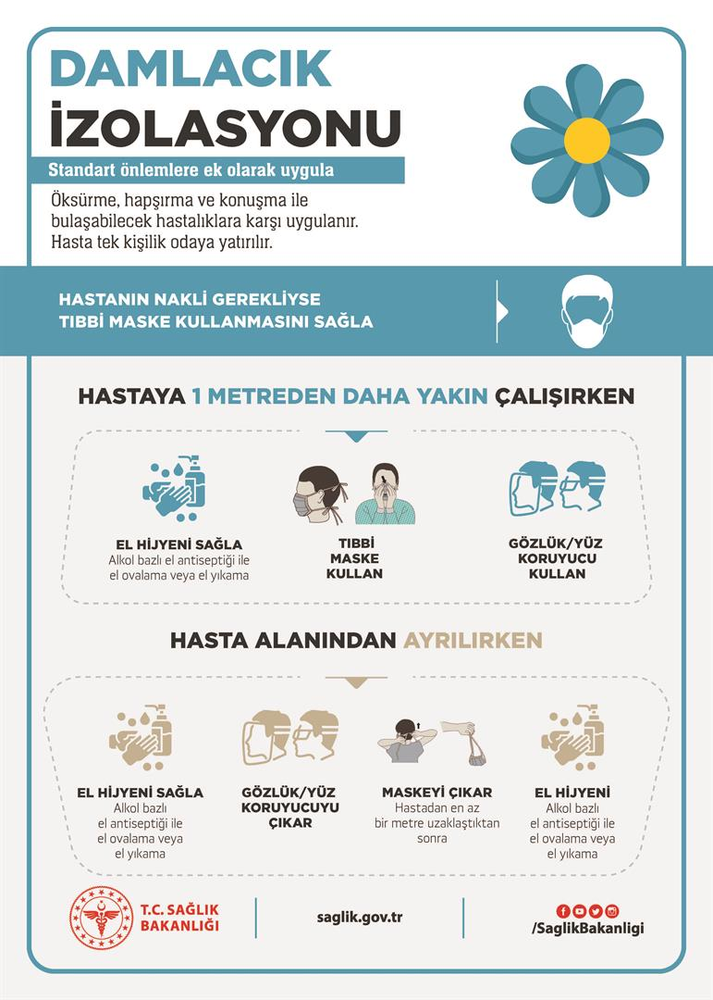 DAMLACIK
İZOLASYONU
Standart önlemlere ek olarak uygula
Öksürme, hapşırma ve konuşma ile
bulaşabilecek hastalıklara karşı uygulanır.
Hasta tek kişilik odaya yatırılır.
HASTANIN NAKLİ GEREKLİYSE
TIBBİ MASKE KULLANMASINI SAĞLA
HASTAYA 1 METREDEN DAHA YAKIN ÇALIŞIRKEN
EL HİJYENİ SAĞLA
Alkol bazlı el antiseptiği ile
el ovalama veya el yıkama
TIBBİ
MASKE
KULLAN
GÖZLÜK/YÜZ
KORUYUCU
KULLAN
HASTA ALANINDAN AYRILIRKEN
EL HİJYENİ SAĞLA
Alkol bazlı
el antiseptiği ile
el ovalama veya
el yıkama
GÖZLÜK/YÜZ
KORUYUCUYU
ÇIKAR
MASKEYİ ÇIKAR
Hastadan en az
bir metre uzaklaştıktan
sonra
EL HİJYENİ
Alkol bazlı
el antiseptiği ile
el ovalama veya
el yıkama
T.C. SAĞLIK
BAKANLIĞI
saglik.gov.tr
/SaglikBakanligi